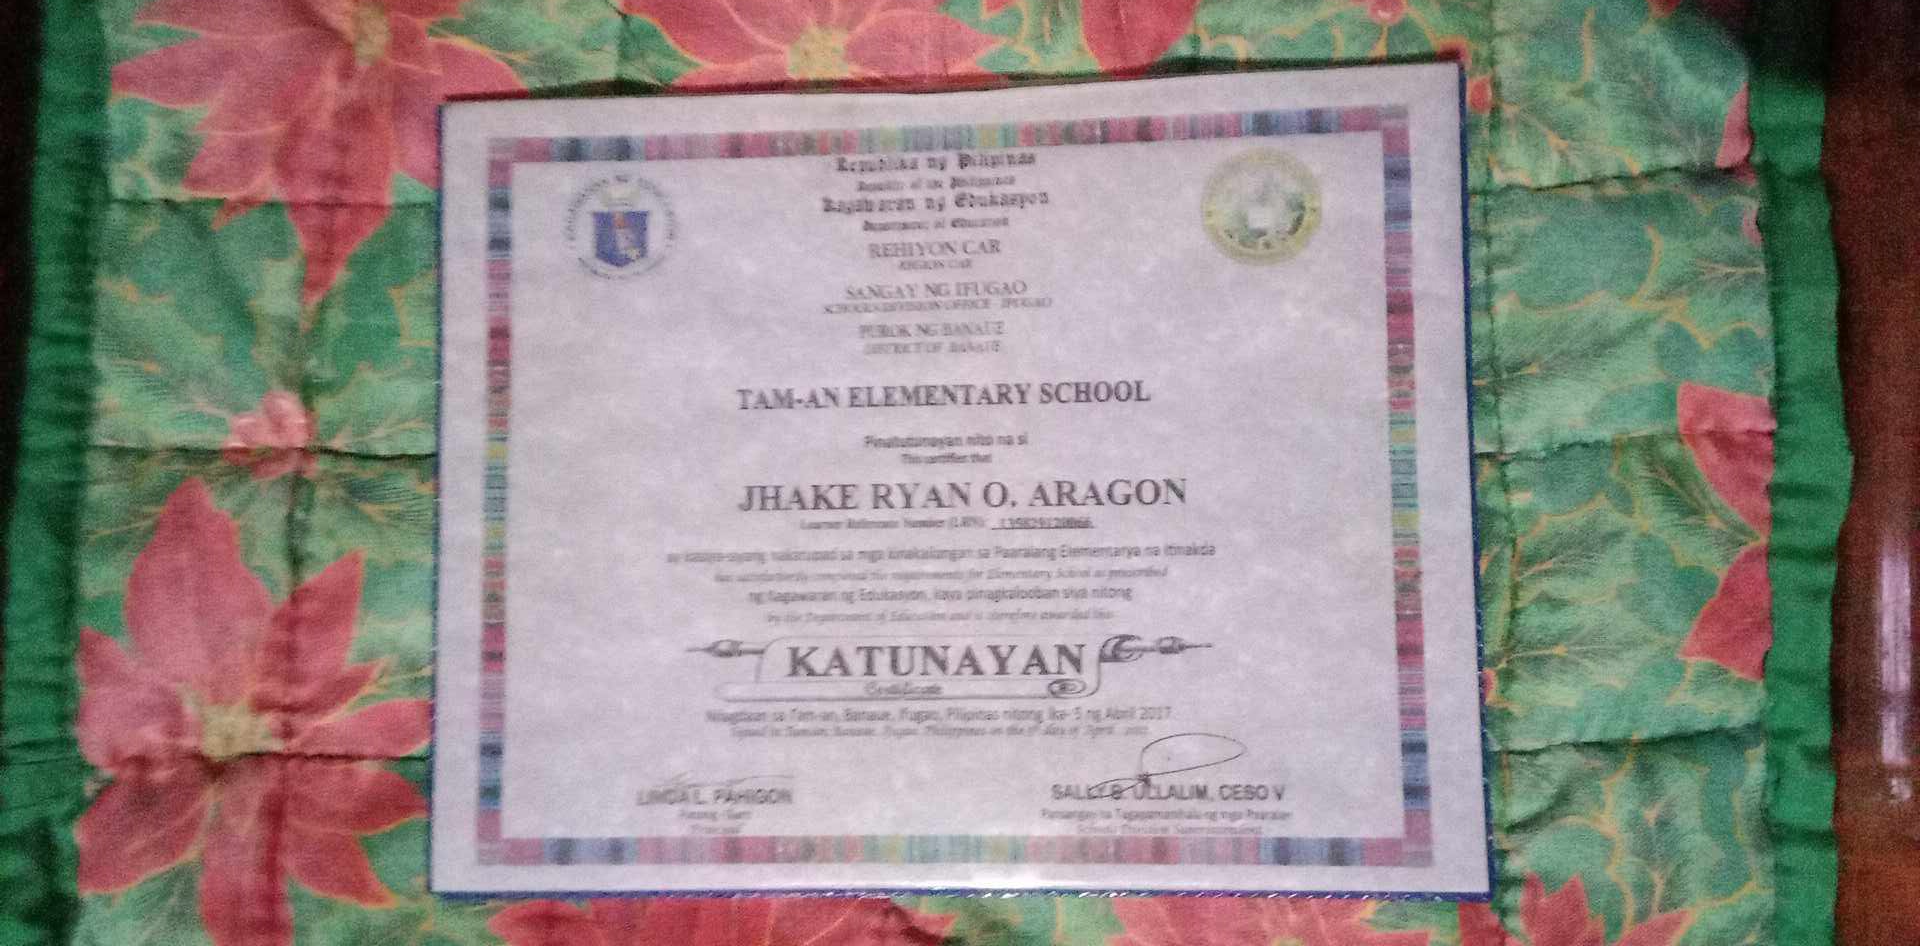 Republika ng Pilipinas
Republic of the Philippines
Kagawaran ng Edukasyon
Department of Education
REHIYON CAR
REGION CAR
SANGAY NG IFUGAO
SCHOOLS DIVISION OFFICE - IFUGAO
PUROK NG BANAUE
DISTRICT OF BANAUE
TAM-AN ELEMENTARY SCHOOL
Pinatutunayan nito na si
This certifies that
JHAKE RYAN O. ARAGON
Learner Reference Number (LRN):
ay kasiya-siyang nakatupad sa mga kinakailangan sa Paaralang Elementarya na itinakda
has satisfactorily completed the requirements for Elementary School as prescribed
ng Kagawaran ng Edukasyon, kaya pinagkalooban siya nitong
by the Department of Education and is therefore awarded this
KATUNAYAN
Certificate
Nilagdaan sa Tam-an, Banaue, Ifugao, Pilipinas nitong ika- 5 ng Abril 2017
Signed in Tam-an, Banaue, Ifugao, Philippines on the 5th day of April
LINDA L. PAHIGON
SALLY B. ULLALIM, CESO V
Principal
Pansangay na Tagapamanihala ng mga Paaralan
Schools Division Superintendent